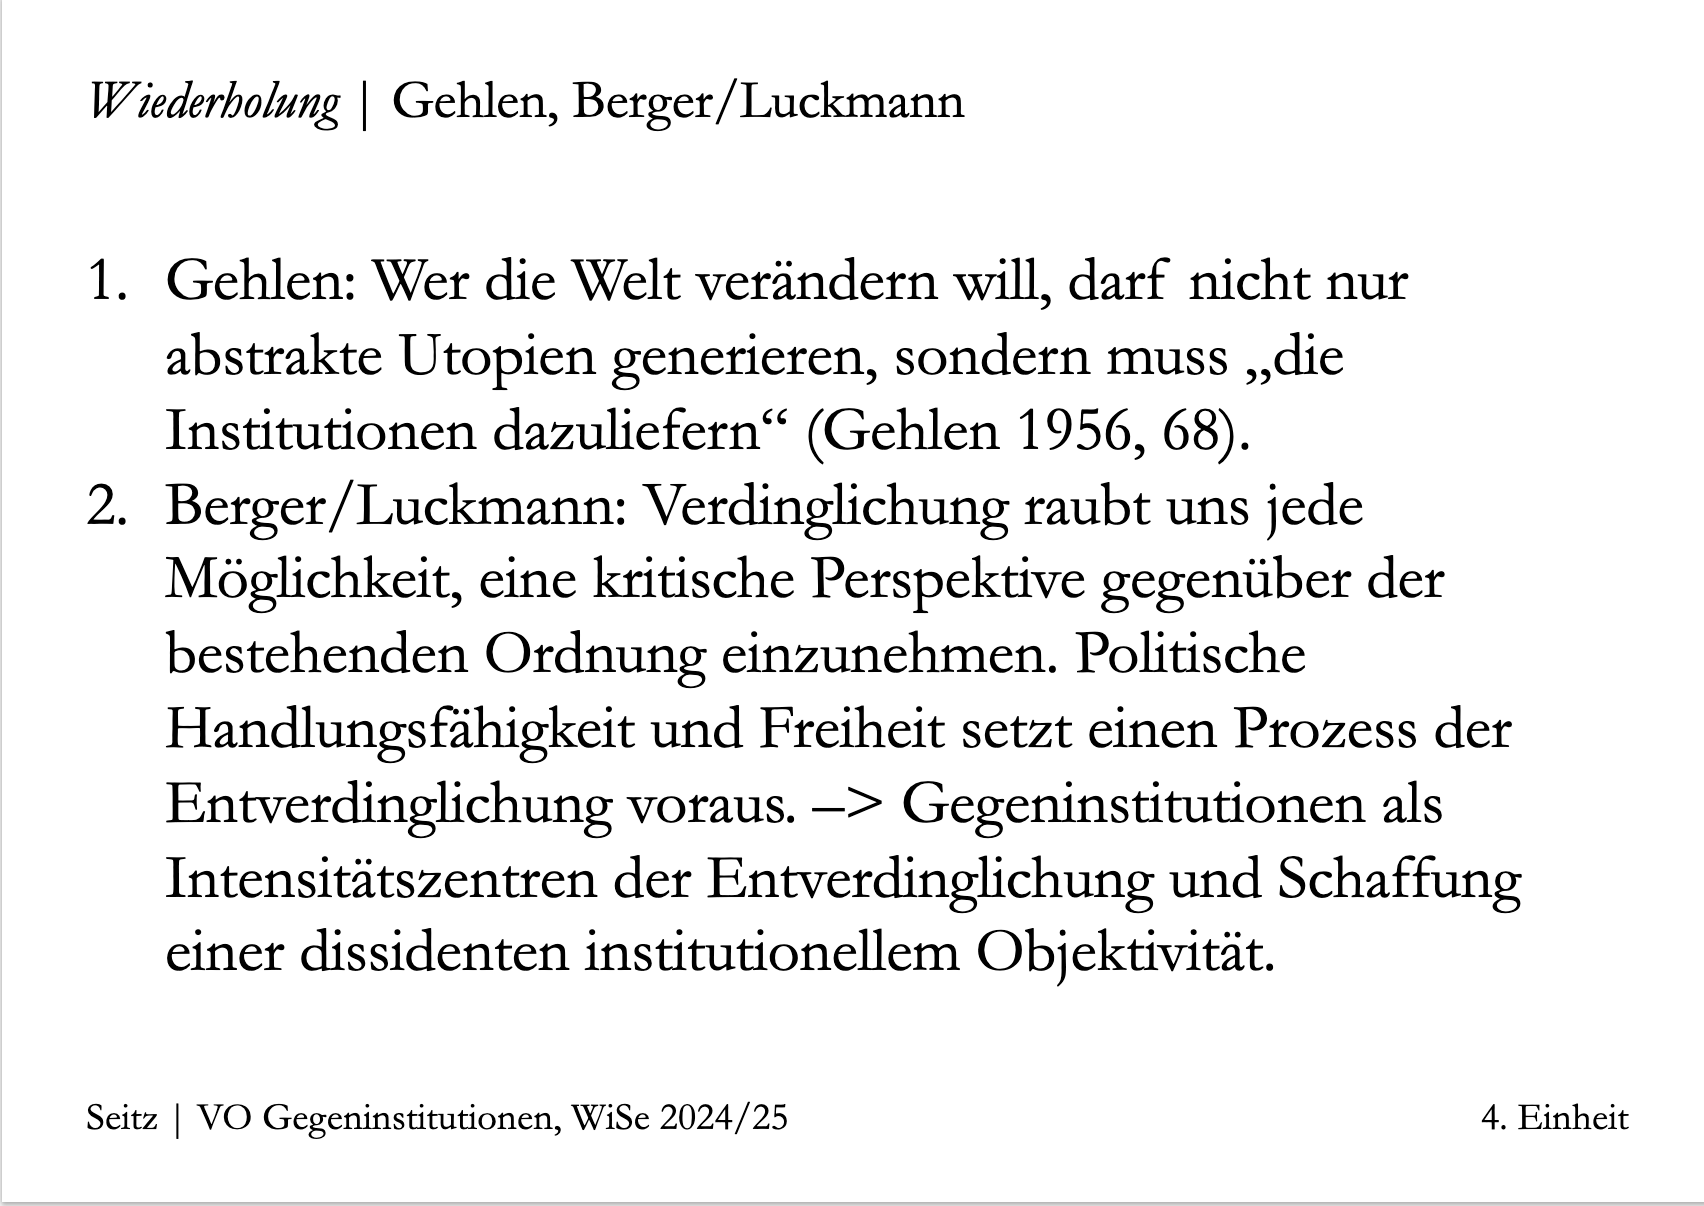 Wiederholung | Gehlen, Berger/Luckmann
1. Gehlen: Wer die Welt verändern will, darf nicht nur
abstrakte Utopien generieren, sondern muss „die
Institutionen dazuliefern“ (Gehlen 1956, 68).
2. Berger/Luckmann: Verdinglichung raubt uns jede
Möglichkeit, eine kritische Perspektive gegenüber der
bestehenden Ordnung einzunehmen. Politische
Handlungsfähigkeit und Freiheit setzt einen Prozess der
Entverdinglichung voraus. –> Gegeninstitutionen als
Intensitätszentren der Entverdinglichung und Schaffung
einer dissidenten institutionellem Objektivität.
Seitz | VO Gegeninstitutionen, WiSe 2024/25
4. Einheit